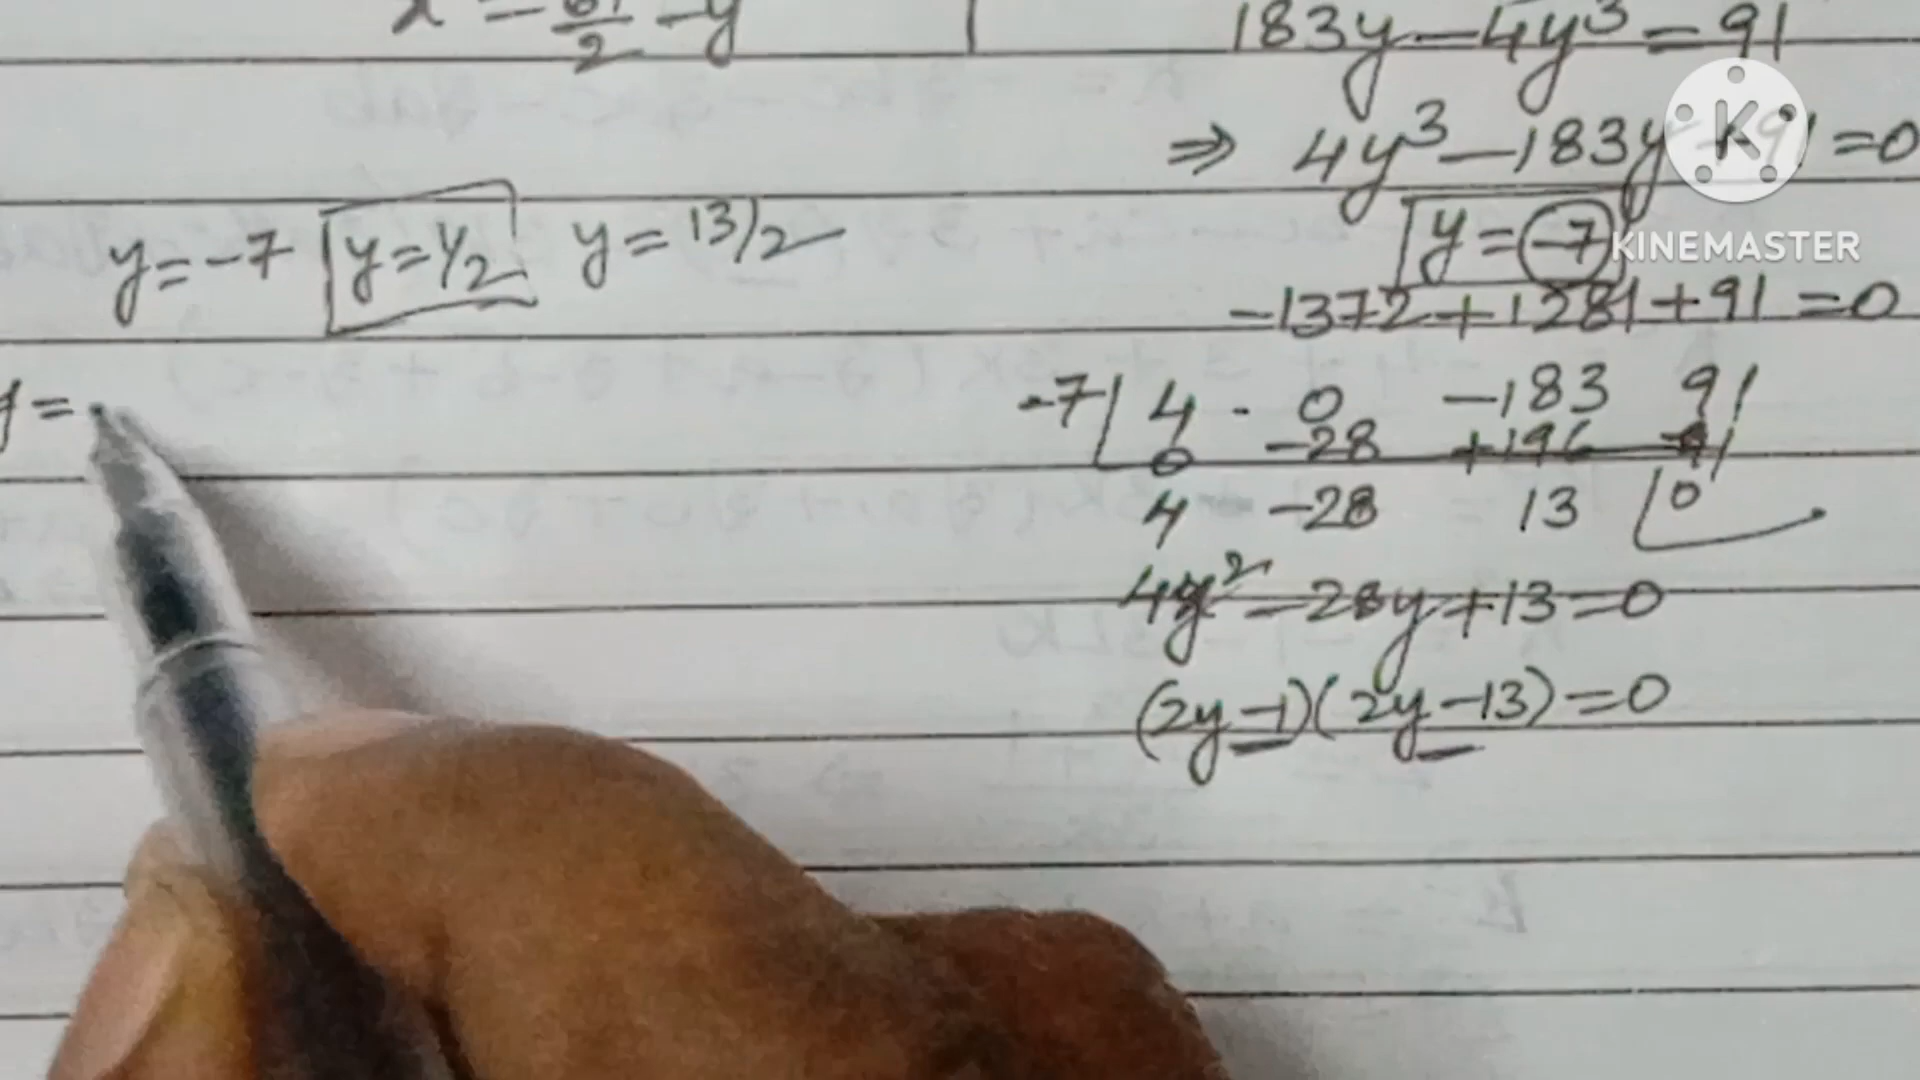 183y-4y³=91
⇒ 4y³-183y 91=0
y=-7 y=1/2 y=13/2
y=-7
K
KINEMASTER
-1372+1281+91=0
y=
-7 4 0 -183 91
0 -28 +196 -91
4 -28 13 0
4y²-28y+13=0
(2y-1)(2y-13)=0